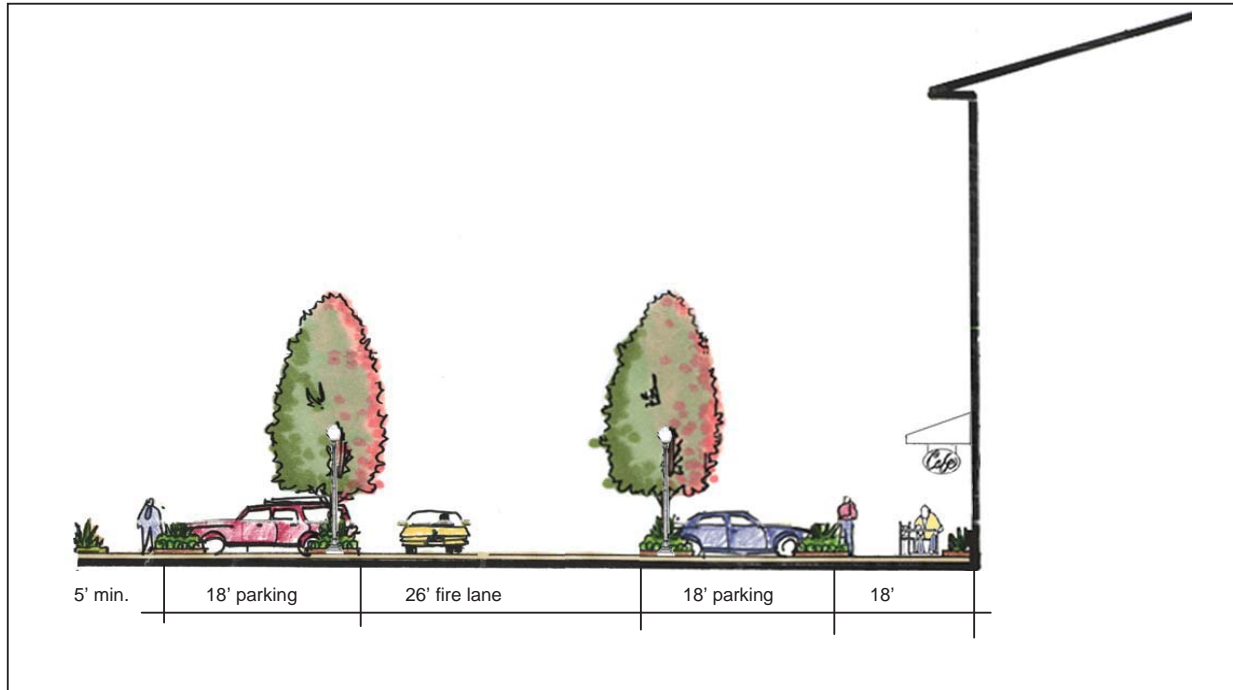 Cafe
5’ min.
18’ parking
26’ fire lane
18’ parking
18’